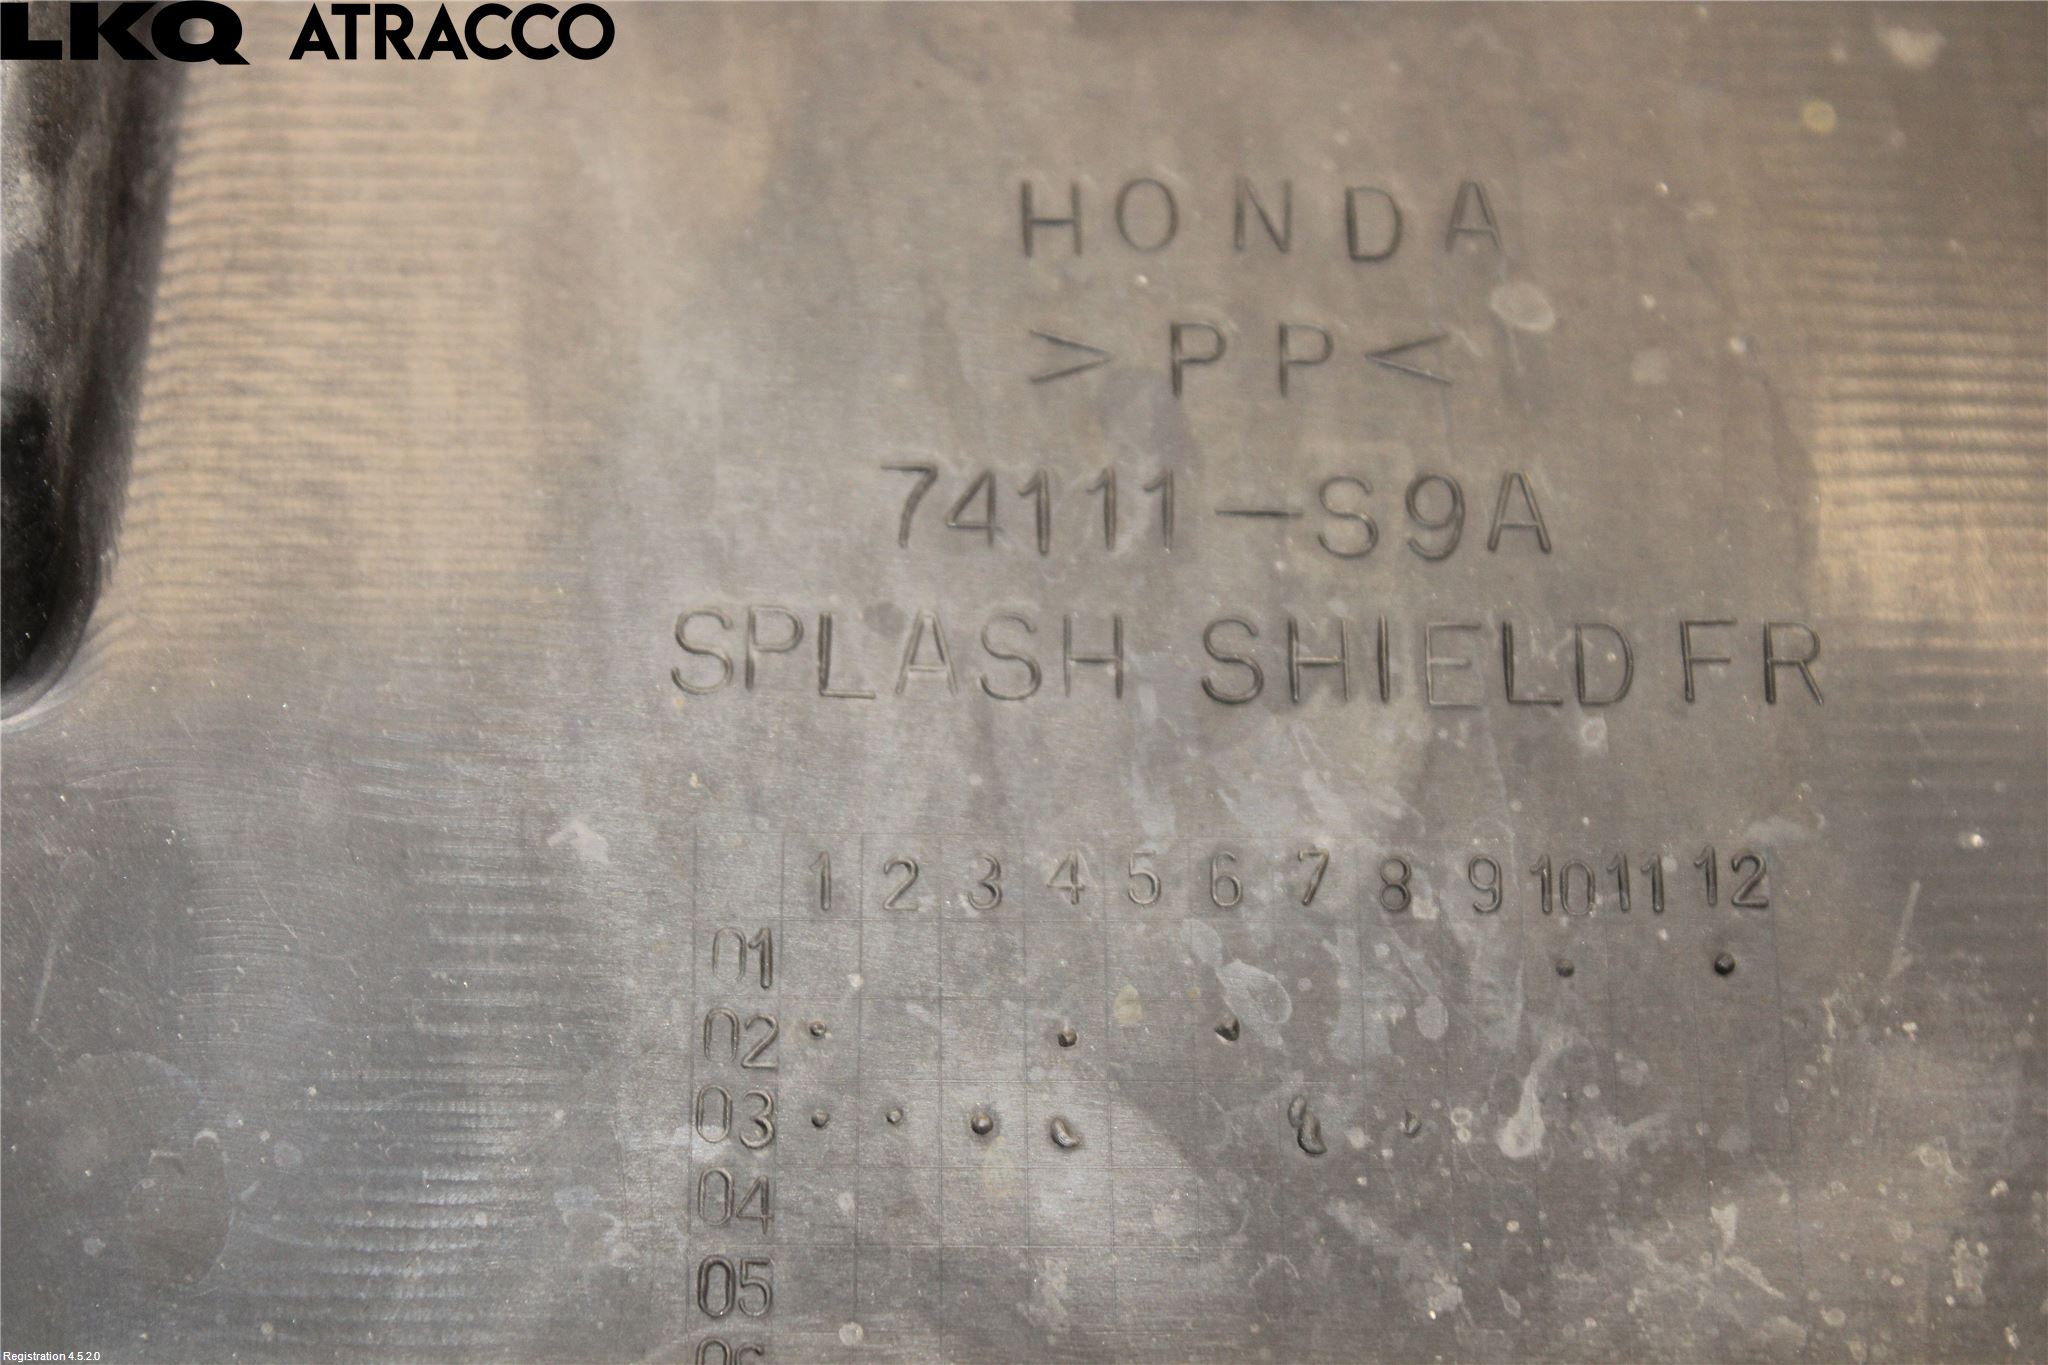 LKQ ATRACCO
HONDA
>PP<
74111-S9A
SPLASH SHIELD FR
1 2 3 4 5 6 7 8 9 10 11 12
01
02
03
04
05
06
Registration 4.5.2.0